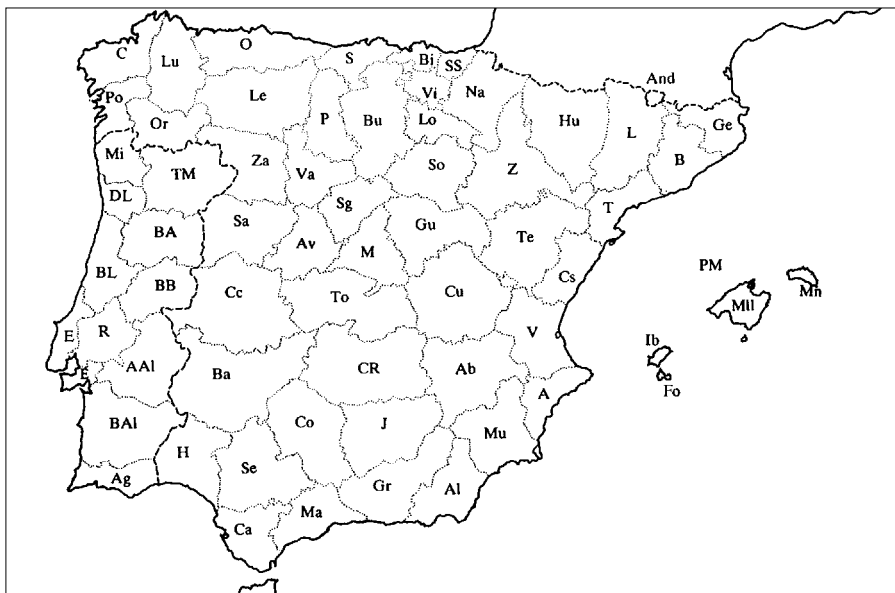 C
Lu
O
S
Bi
SS
And
Po
Or
Le
P
Bu
Vi
Na
Lo
Hu
L
Ge
B
Mi
TM
Za
Va
So
Z
T
DL
Sa
Sg
Gu
Te
BA
Av
M
BL
BB
Cc
To
Cu
Cs
PM
Mll
Mn
E
R
V
Ib
Fo
E
AAl
Ba
CR
Ab
A
BAl
Co
J
Mu
H
Se
Ag
Gr
Al
Ca
Ma